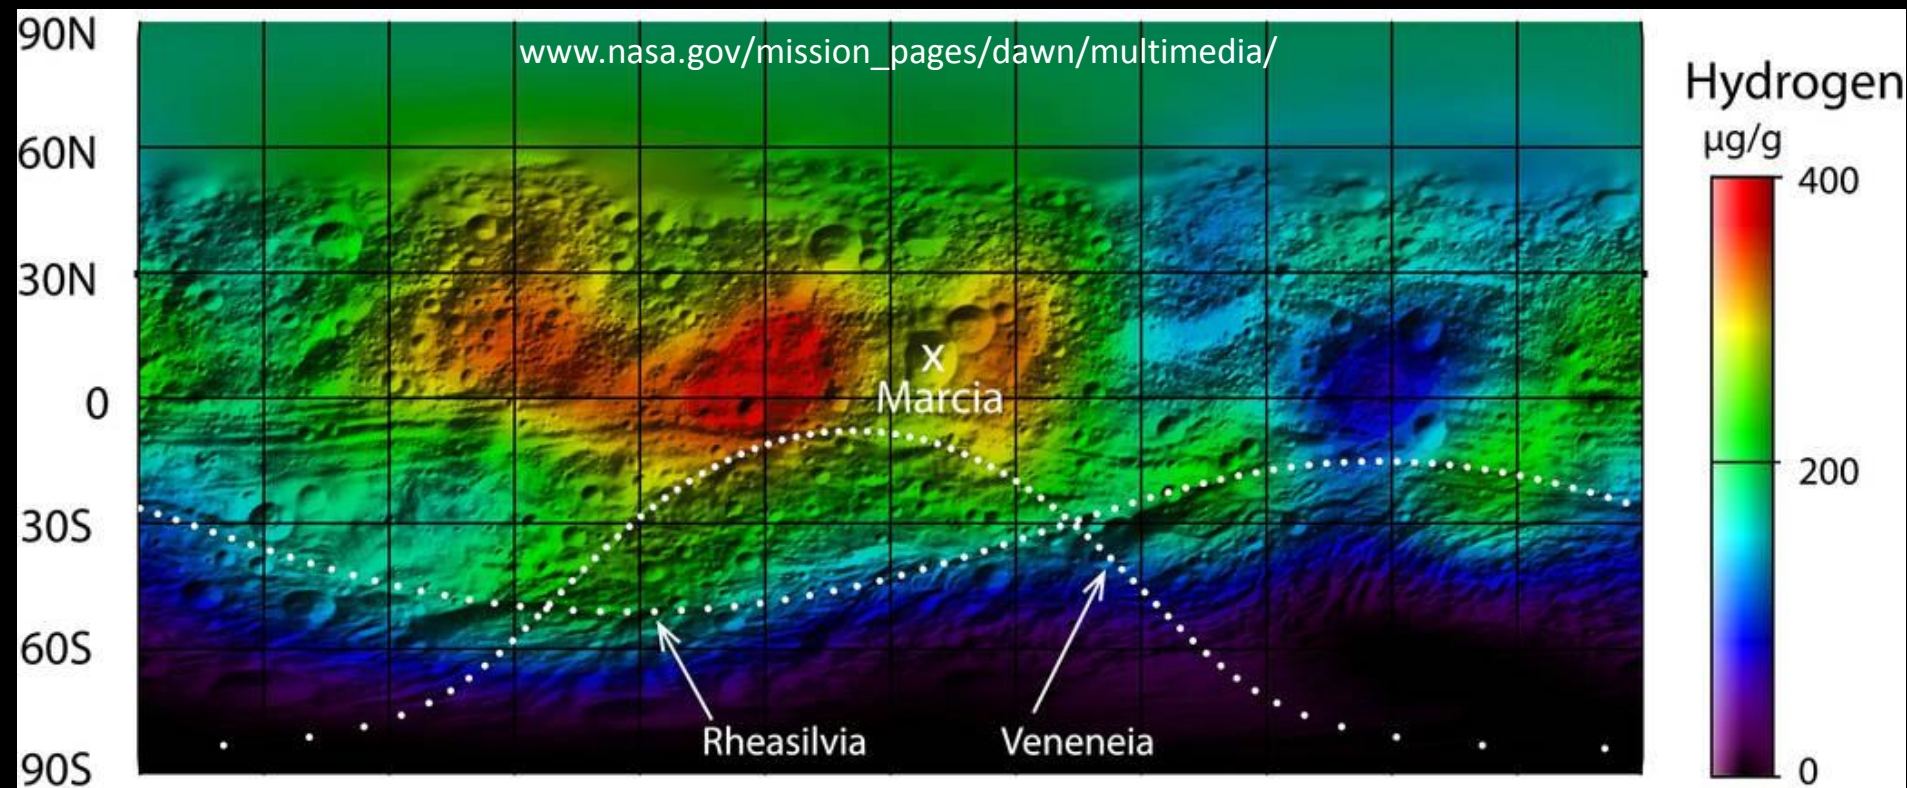 90N
www.nasa.gov/mission_pages/dawn/multimedia/
Hydrogen
µg/g
60N
400
30N
X
0
Marcia
200
30S
60S
Rheasilvia
Veneneia
90S
0